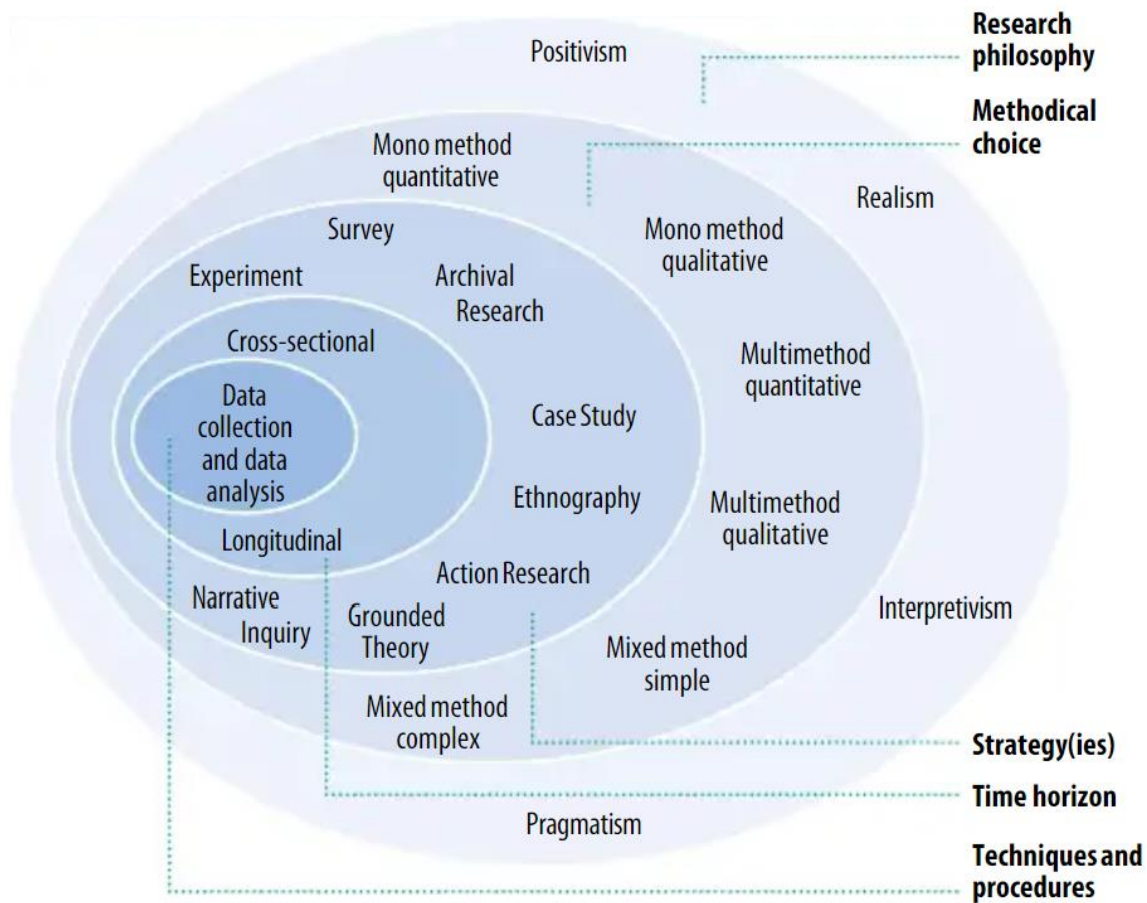 Positivism
Research
philosophy
Methodical
choice
Mono method
quantitative
Realism
Survey
Mono method
qualitative
Experiment
Archival
Research
Cross-sectional
Multimethod
quantitative
Data
collection
and data
analysis
Case Study
Ethnography
Multimethod
qualitative
Longitudinal
Action Research
Narrative
Inquiry
Grounded
Theory
Interpretivism
Mixed method
simple
Mixed method
complex
Strategy(ies)
Time horizon
Pragmatism
Techniques and
procedures